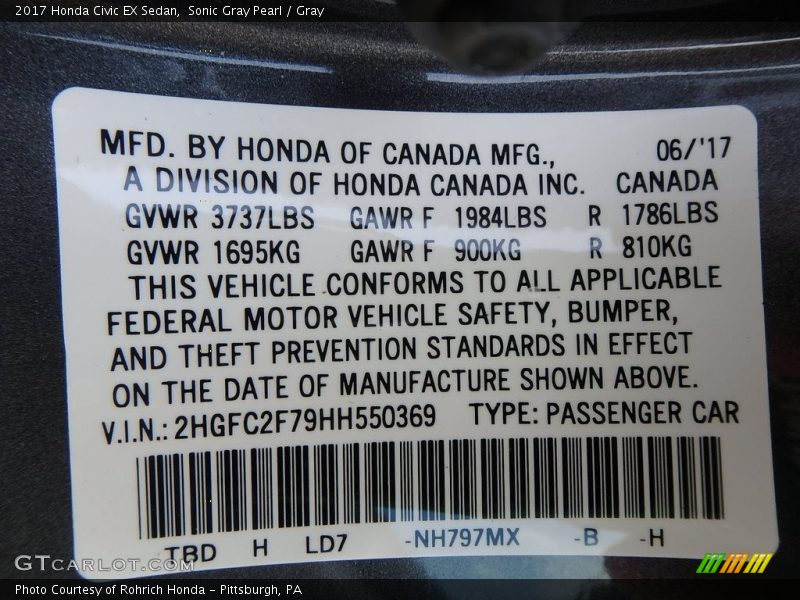 2017 Honda Civic EX Sedan,  Sonic Gray Pearl / Gray
MFD. BY HONDA OF CANADA MFG., 06/'17
A DIVISION OF HONDA CANADA INC. CANADA
GVWR 3737LBS GAWR F 1984LBS R 1786LBS
GVWR 1695KG GAWR F 900KG R 810KG
THIS VEHICLE CONFORMS TO ALL APPLICABLE
FEDERAL MOTOR VEHICLE SAFETY, BUMPER,
AND THEFT PREVENTION STANDARDS IN EFFECT
ON THE DATE OF MANUFACTURE SHOWN ABOVE.
V.I.N.: 2HGFC2F79HH550369 TYPE: PASSENGER CAR
TBD H LD7 -NH797MX -B -H
GTcarlot.com
Photo Courtesy of Rohrich Honda - Pittsburgh, PA